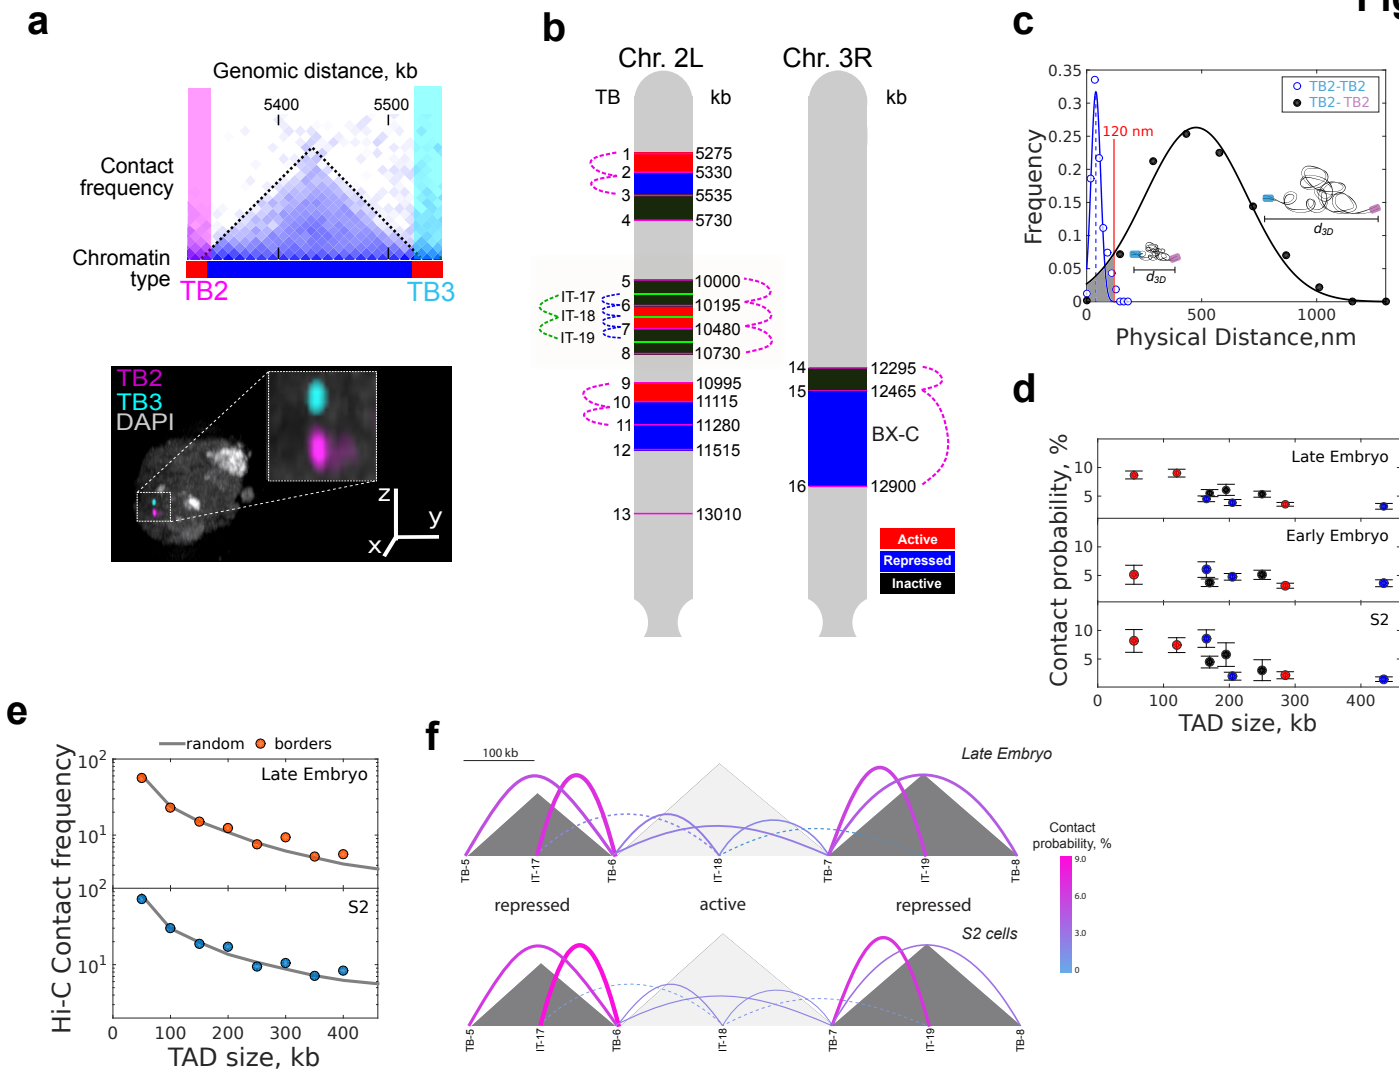 Fig
a
Genomic distance, kb
5400
5500
Contact
frequency
Chromatin
type
TB2
TB3
TB2
TB3
DAPI
z
y
x
b
Chr. 2L
Chr. 3R
TB
kb
kb
1
5275
2
5330
3
5535
4
5730
5
10000
IT-17
6
10195
IT-18
7
10480
IT-19
8
10730
9
10995
10
11115
11
11280
12
11515
13
13010
14
12295
15
12465
BX-C
16
12900
Active
Repressed
Inactive
c
0.35
0.3
0.25
0.2
0.15
0.1
0.05
0
Frequency
TB2-TB2
TB2- TB2
120 nm
d3D
d3D
0
500
1000
Physical Distance,nm
d
Contact probability, %
Late Embryo
10
5
Early Embryo
10
5
S2
10
5
0
100
200
300
400
TAD size, kb
e
random
borders
Hi-C Contact frequency
10^2
Late Embryo
10^1
10^2
S2
10^1
0
100
200
300
400
TAD size, kb
f
100 kb
Late Embryo
TB-5
IT-17
TB-6
IT-18
TB-7
IT-19
TB-8
repressed
active
repressed
S2 cells
TB-5
IT-17
TB-6
IT-18
TB-7
IT-19
TB-8
Contact
probability, %
9.0
6.0
3.0
0